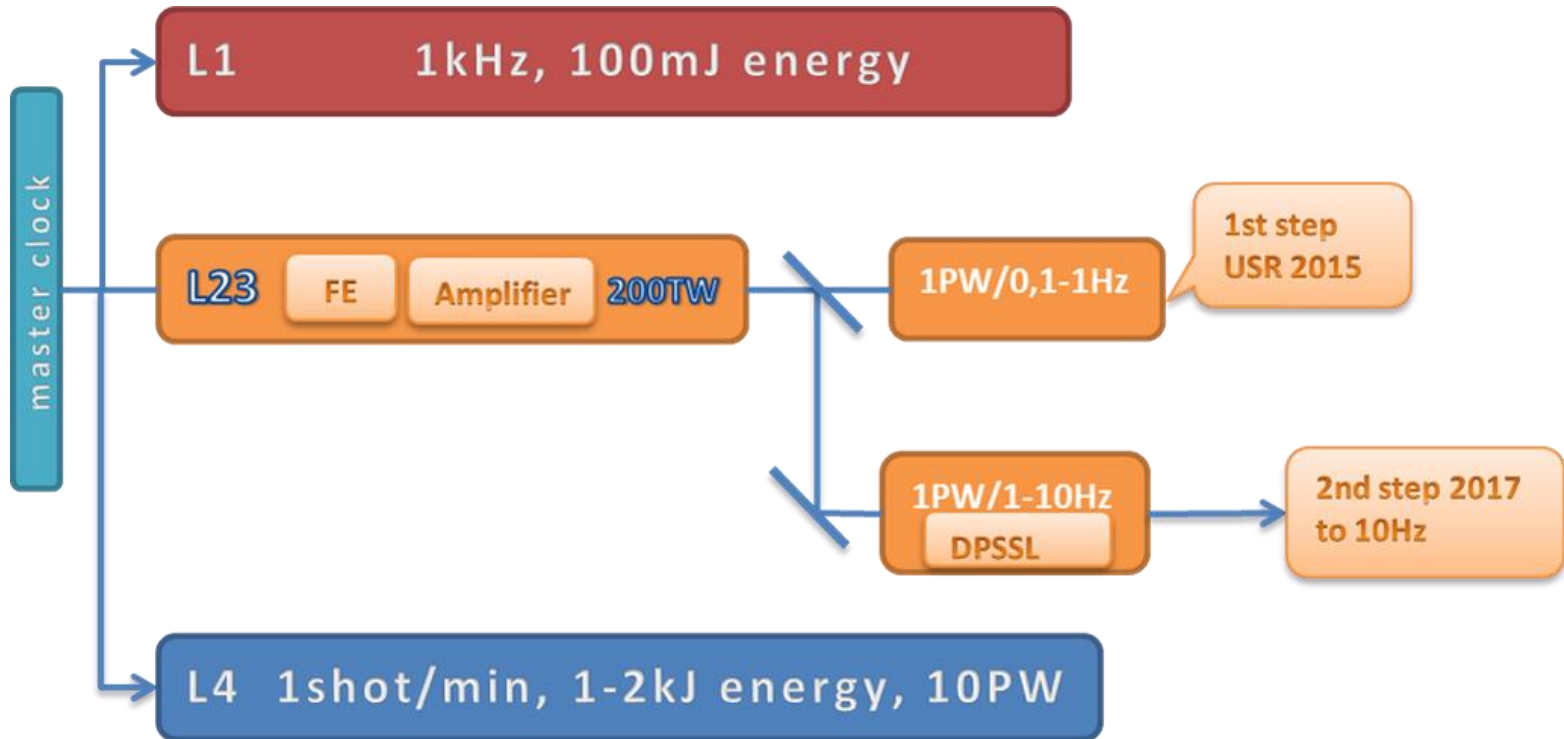 master clock
L1 1kHz, 100mJ energy
L23 FE Amplifier 200TW
1PW/0,1-1Hz
1st step
USR 2015
1PW/1-10Hz
DPSSL
2nd step 2017
to 10Hz
L4 1shot/min, 1-2kJ energy, 10PW